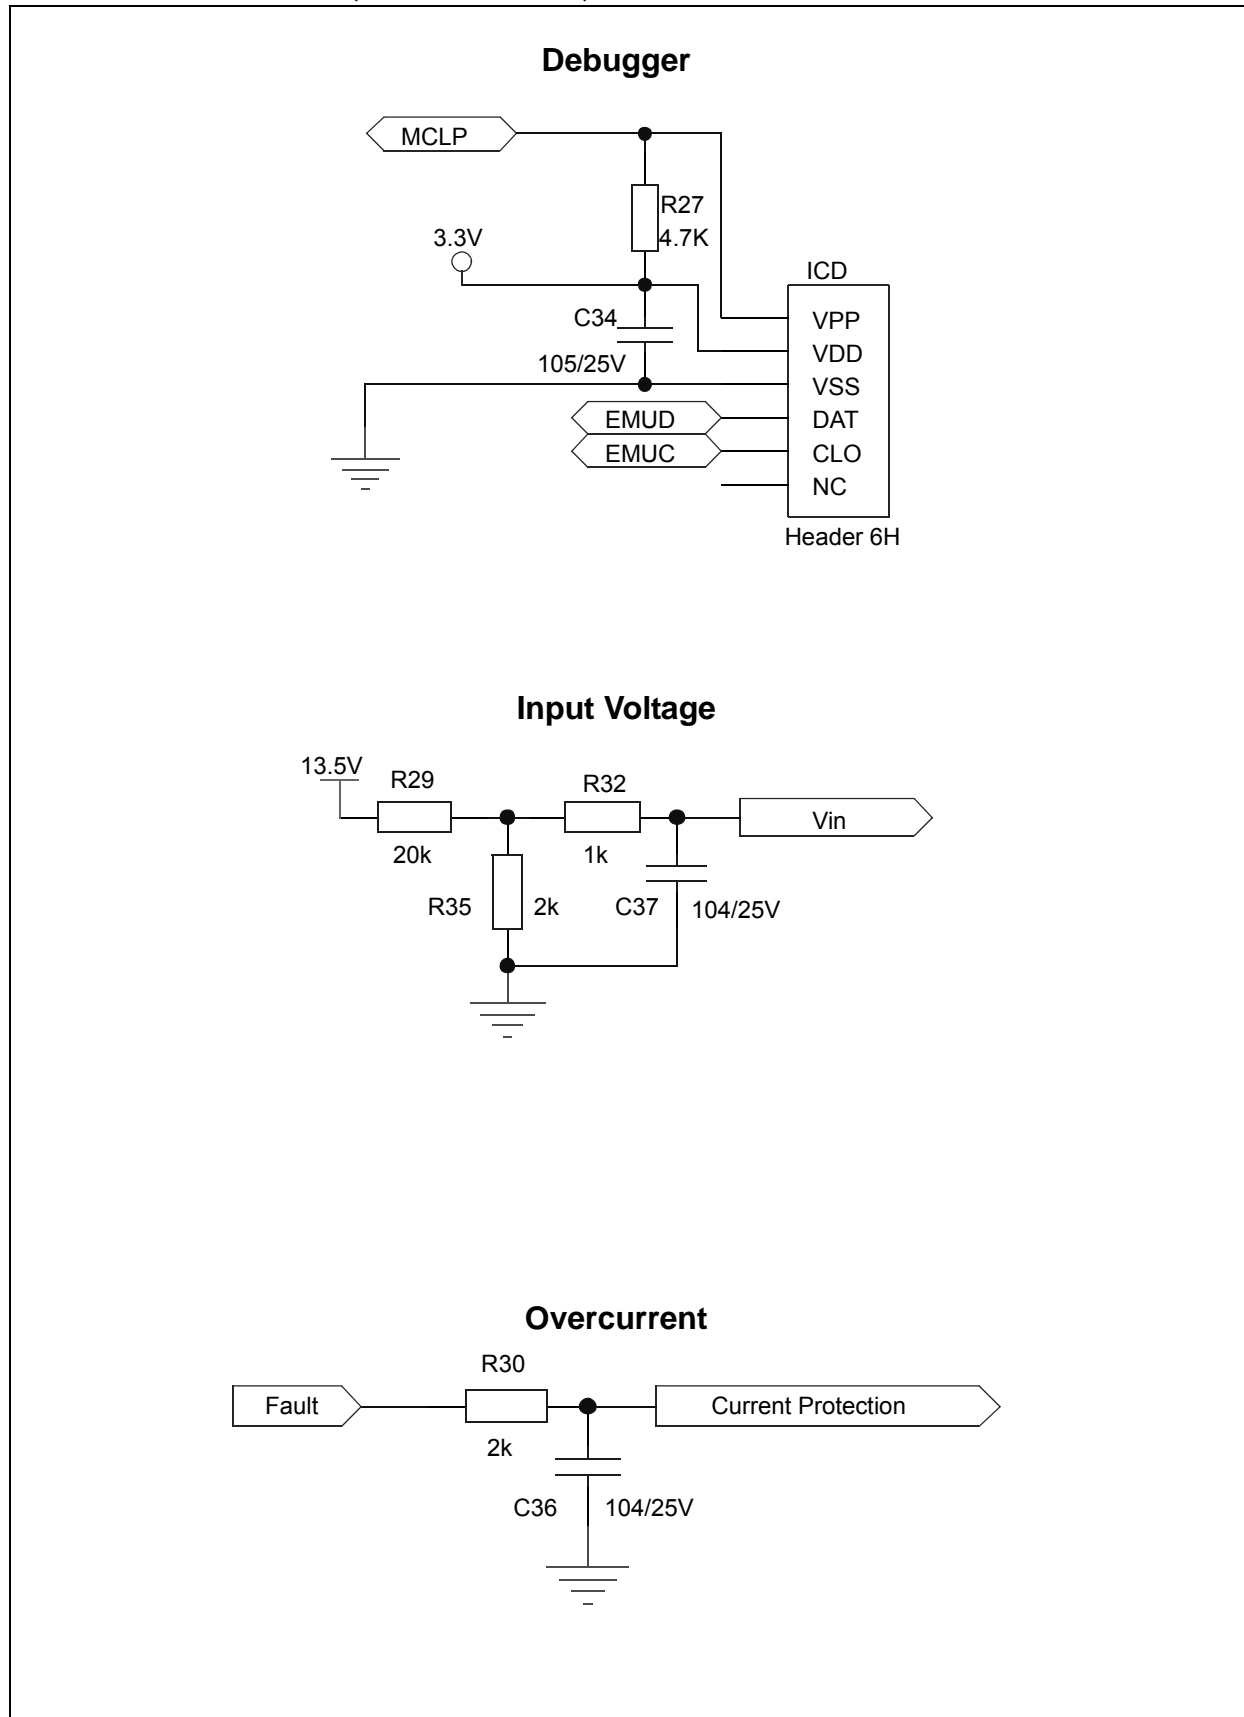 Debugger
MCLP
R27
4.7K
3.3V
ICD
C34
105/25V
VPP
VDD
VSS
EMUD
DAT
EMUC
CLO
NC
Header 6H
Input Voltage
13.5V
R29
R32
Vin
20k
1k
R35
2k
C37
104/25V
Overcurrent
R30
Fault
Current Protection
2k
C36
104/25V